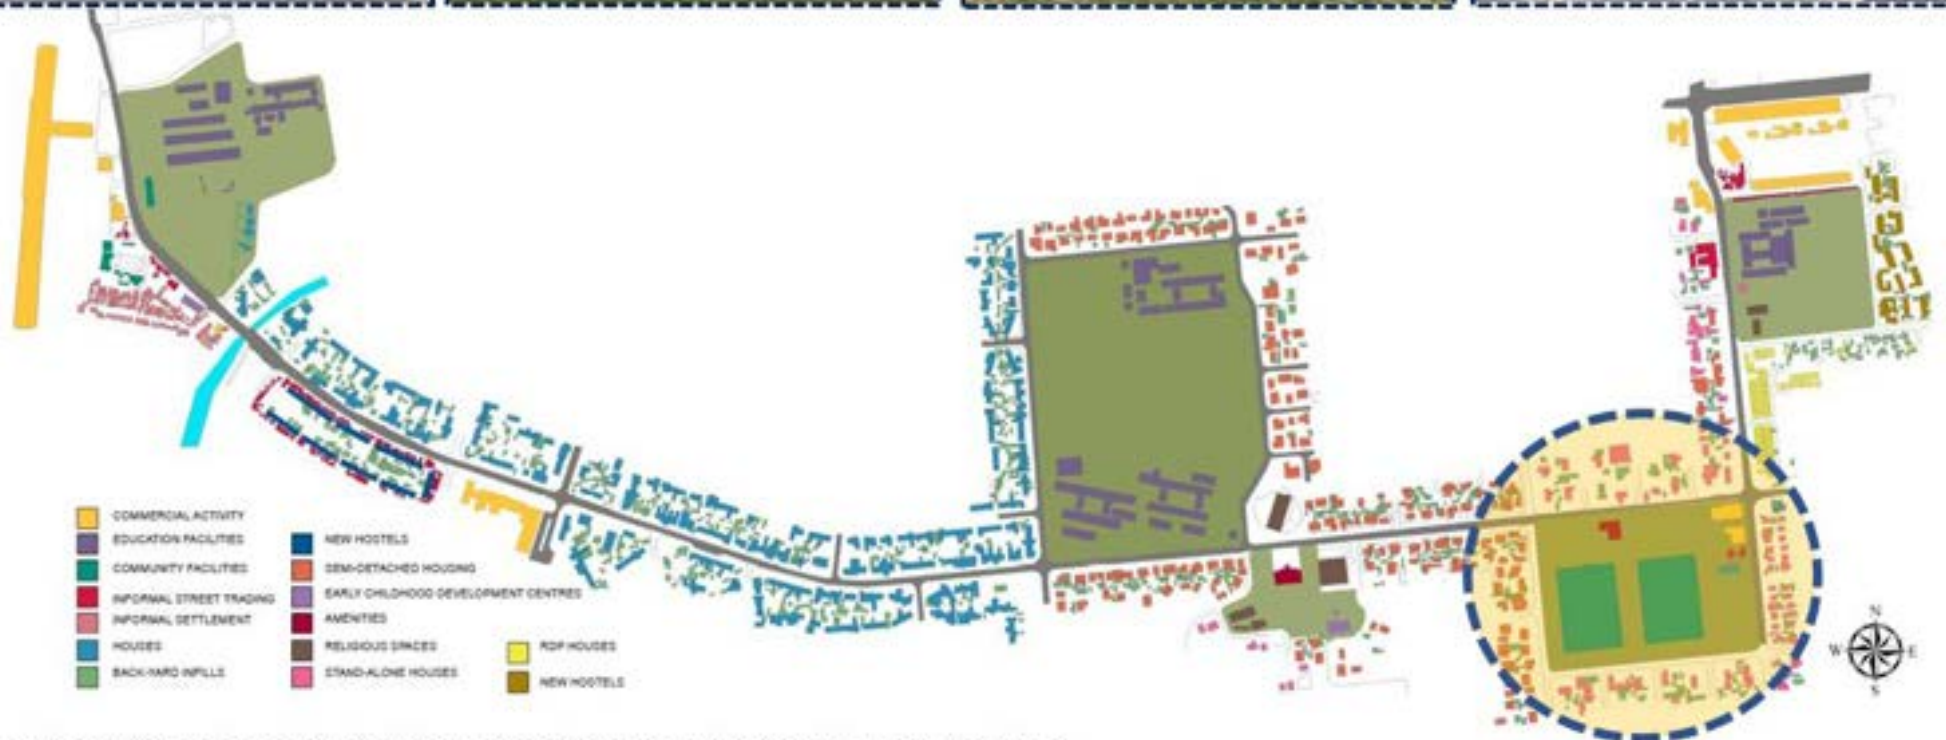 COMMERCIAL ACTIVITY
EDUCATION FACILITIES
COMMUNITY FACILITIES
INFORMAL STREET TRADING
INFORMAL SETTLEMENT
HOUSES
BACK-YARD INFILLS
NEW HOSTELS
SEMI-DETACHED HOUSING
EARLY CHILDHOOD DEVELOPMENT CENTRES
AMENITIES
RELIGIOUS SPACES
STAND-ALONE HOUSES
RDP HOUSES
NEW HOSTELS
N
W E
S